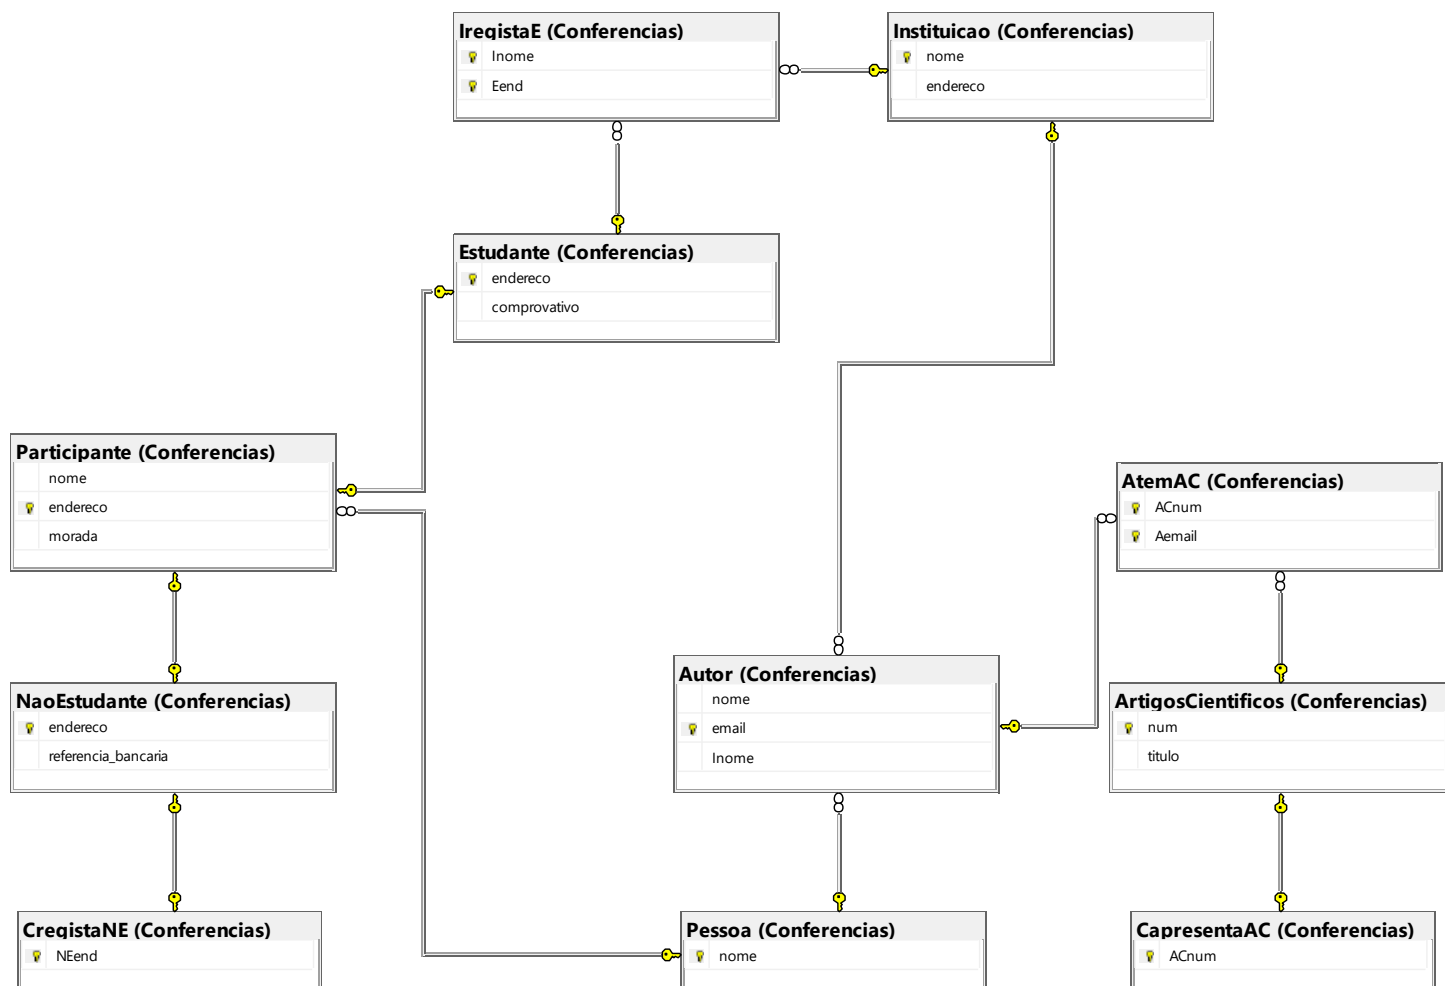 IregistaE (Conferencias)
Inome
Eend
Instituicao (Conferencias)
nome
endereco
Estudante (Conferencias)
endereco
comprovativo
Participante (Conferencias)
nome
endereco
morada
AtemAC (Conferencias)
ACnum
Aemail
NaoEstudante (Conferencias)
endereco
referencia_bancaria
Autor (Conferencias)
nome
email
Inome
ArtigosCientificos (Conferencias)
num
titulo
CregistaNE (Conferencias)
NEend
Pessoa (Conferencias)
nome
CapresentaAC (Conferencias)
ACnum